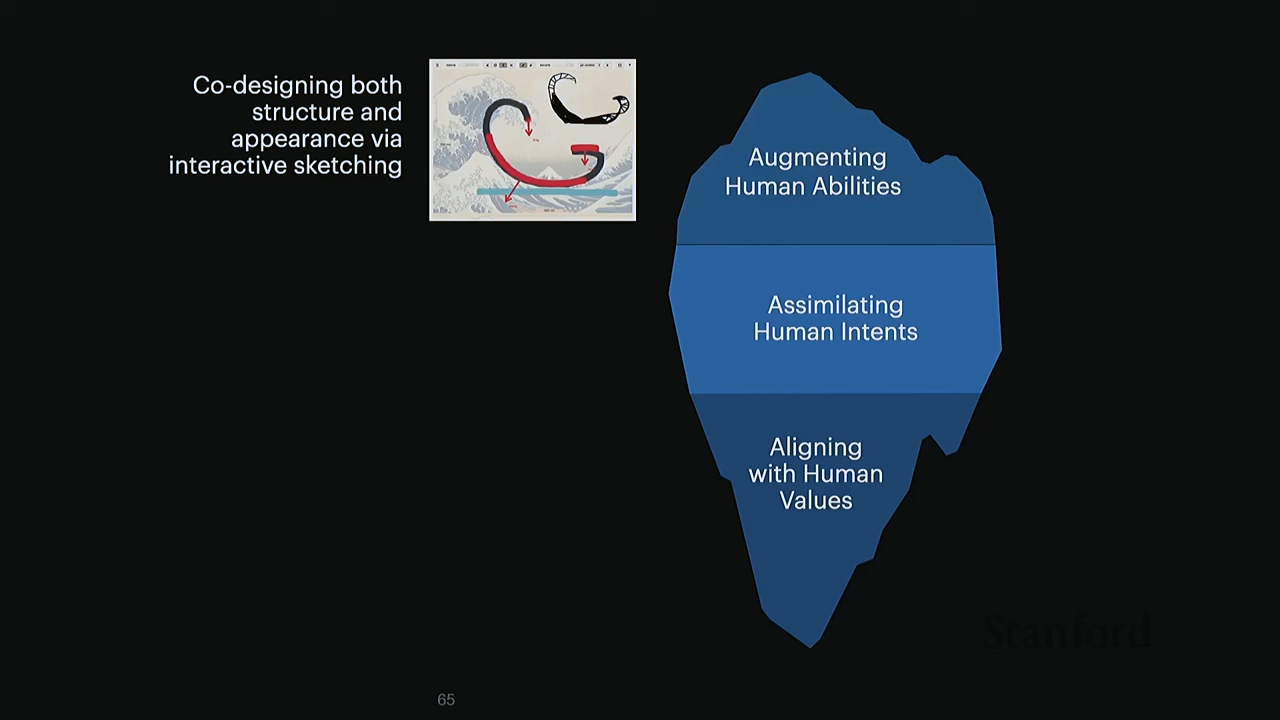 Co-designing both
structure and
appearance via
interactive sketching
Augmenting
Human Abilities
Assimilating
Human Intents
Aligning
with Human
Values
Stanford
65